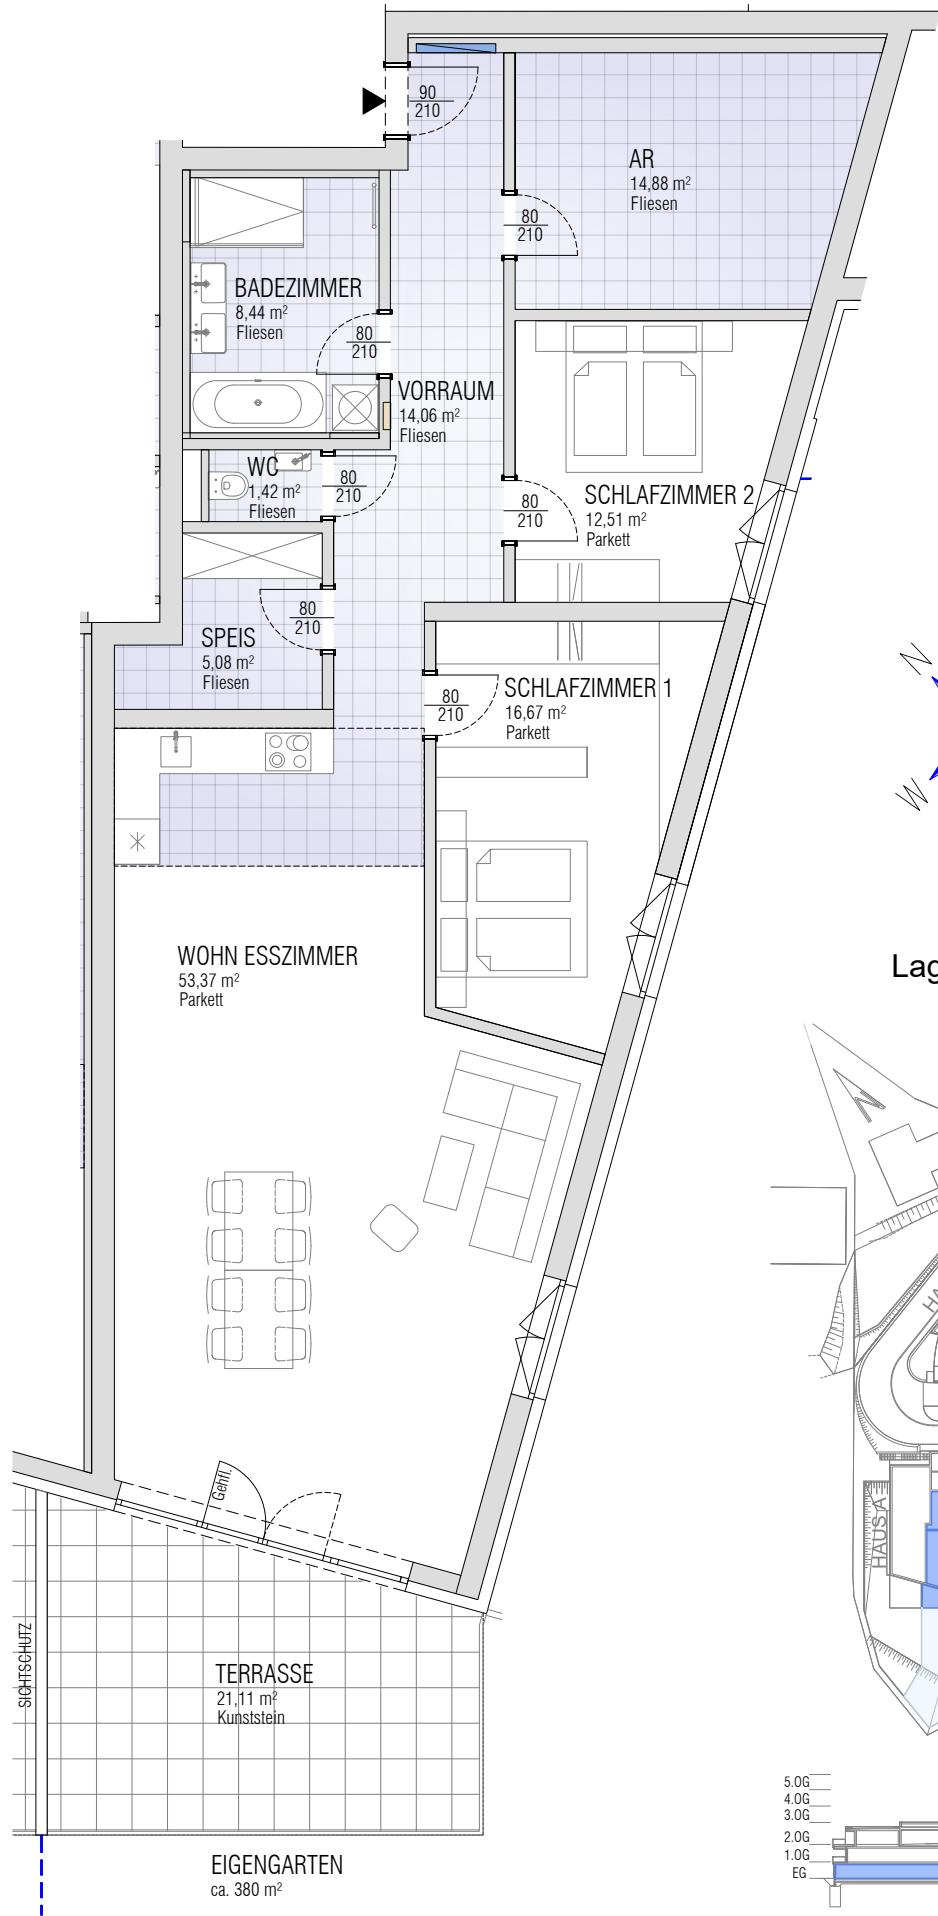 90
210
AR
14,88 m²
Fliesen
80
210
BADEZIMMER
8,44 m²
Fliesen
80
210
VORRAUM
14,06 m²
Fliesen
WC
1,42 m²
Fliesen
80
210
SCHLAFZIMMER 2
12,51 m²
Parkett
80
210
80
210
SPEIS
5,08 m²
Fliesen
N
SCHLAFZIMMER 1
16,67 m²
Parkett
80
210
W
WOHN ESSZIMMER
53,37 m²
Parkett
Lag
N
HA
Gehfl.
HAUS A
SICHTSCHUTZ
TERRASSE
21,11 m²
Kunststein
5.OG
4.OG
3.OG
2.OG
1.OG
EG
EIGENGARTEN
ca. 380 m²